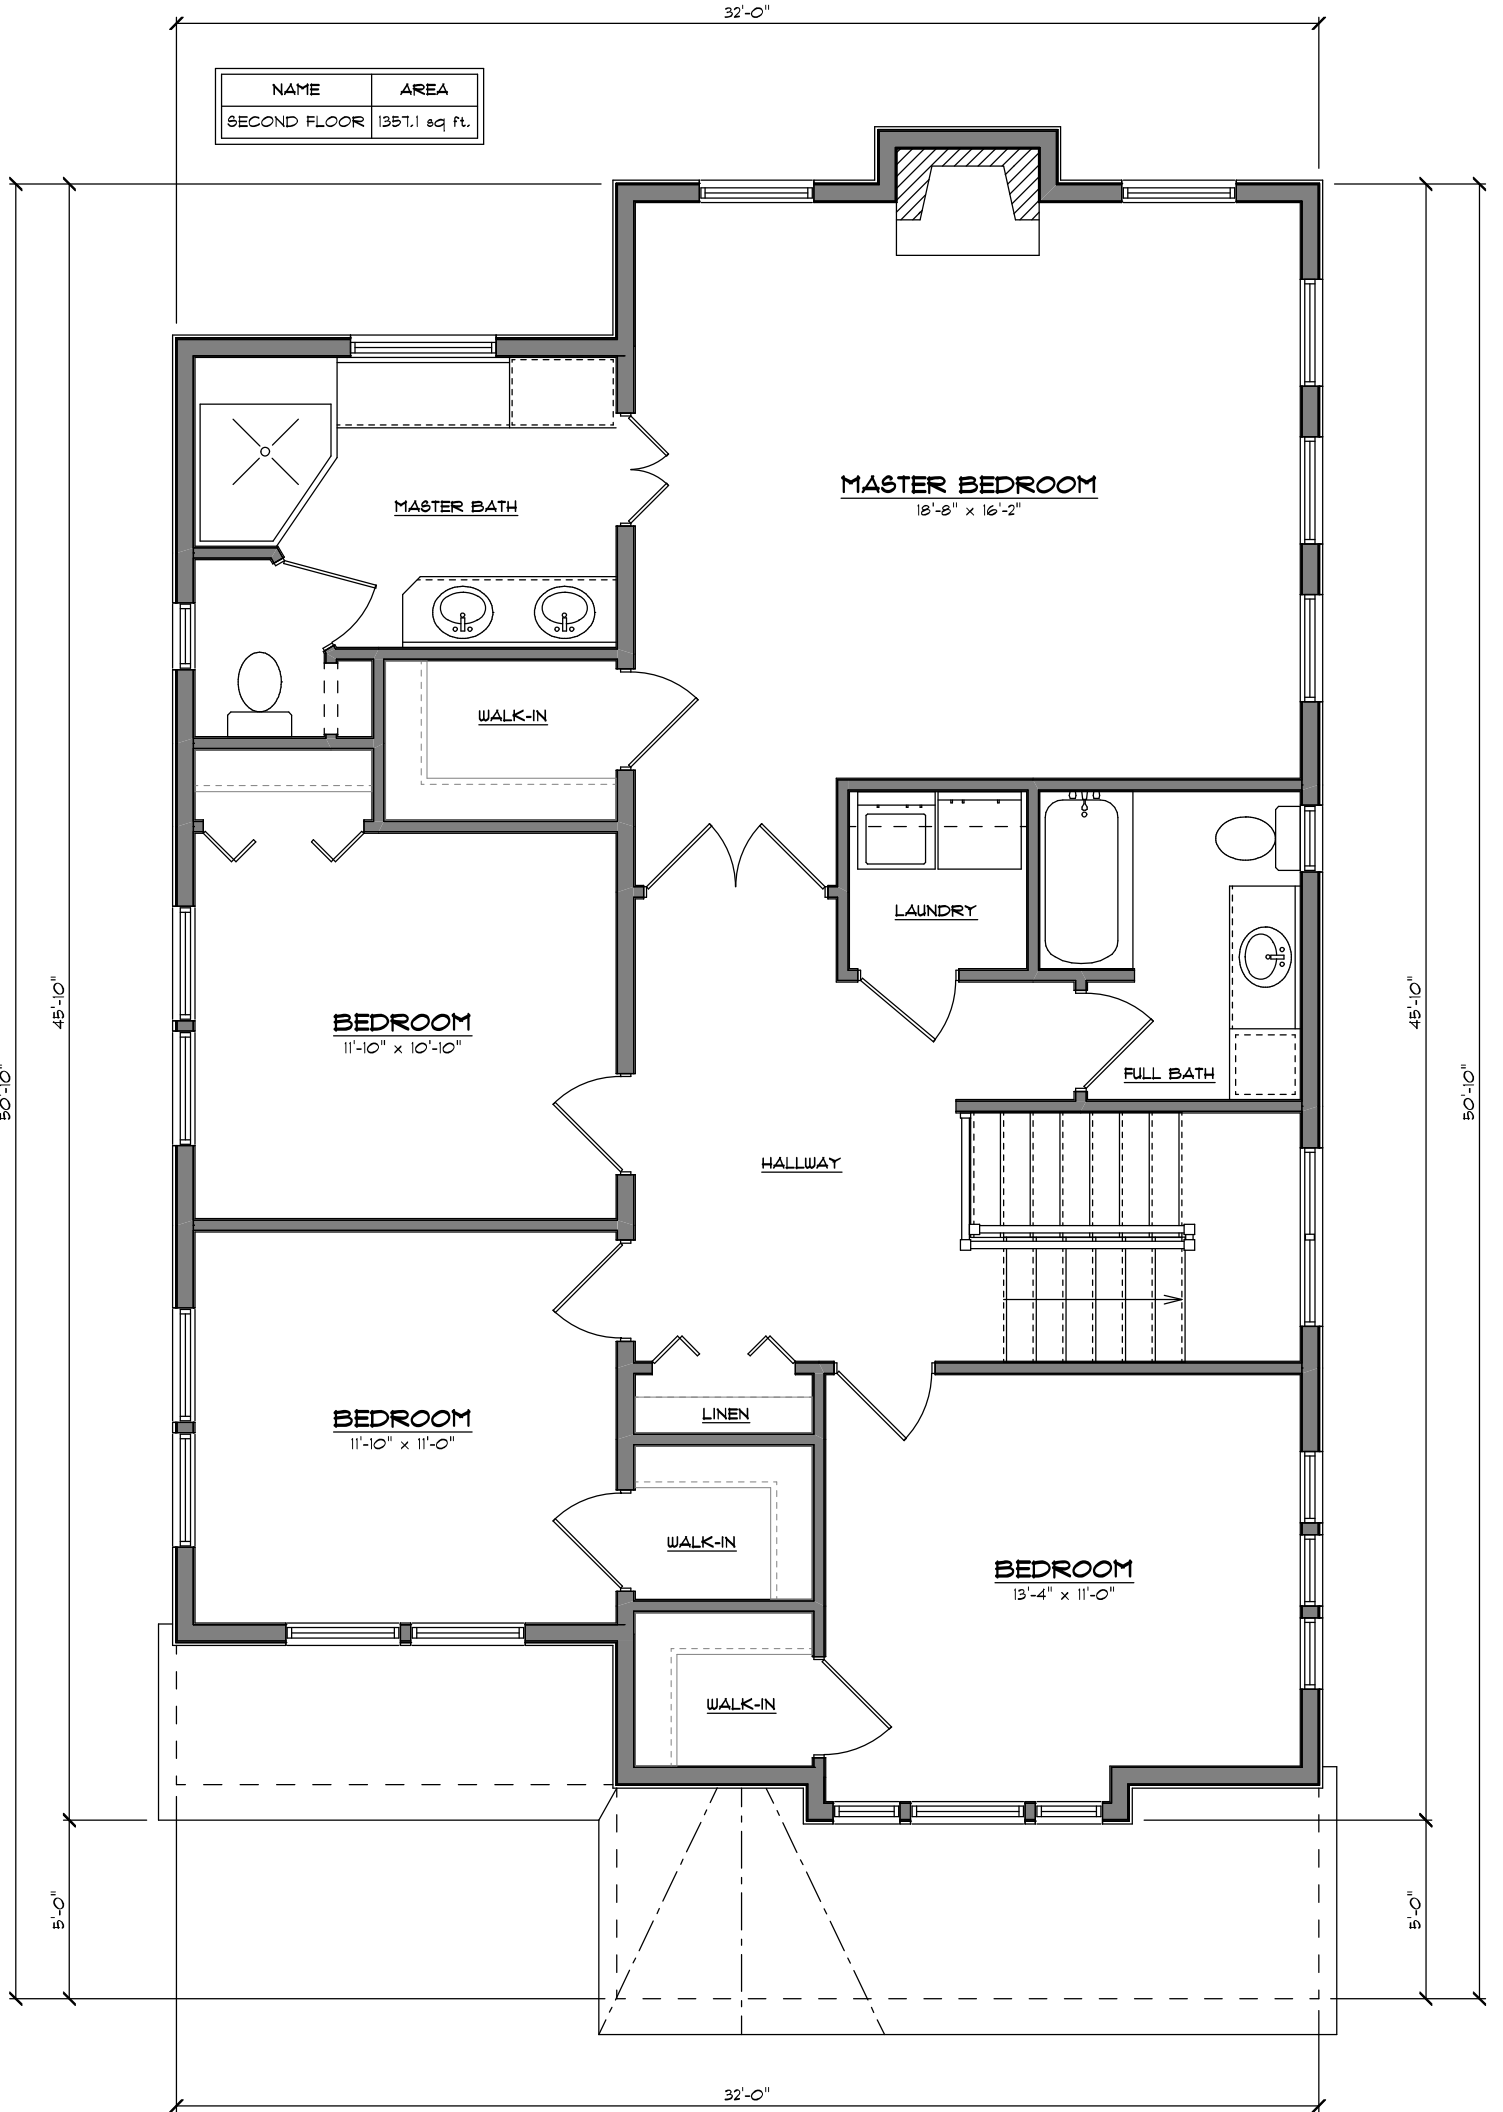 32'-0"
NAME AREA
SECOND FLOOR 1357.1 sq ft.
MASTER BEDROOM
18'-8" x 16'-2"
MASTER BATH
WALK-IN
LAUNDRY
BEDROOM
11'-10" x 10'-10"
FULL BATH
45'-10"
45'-10"
50'-10"
50'-10"
HALLWAY
BEDROOM
11'-10" x 11'-0"
LINEN
WALK-IN
BEDROOM
13'-4" x 11'-0"
WALK-IN
5'-0"
5'-0"
32'-0"